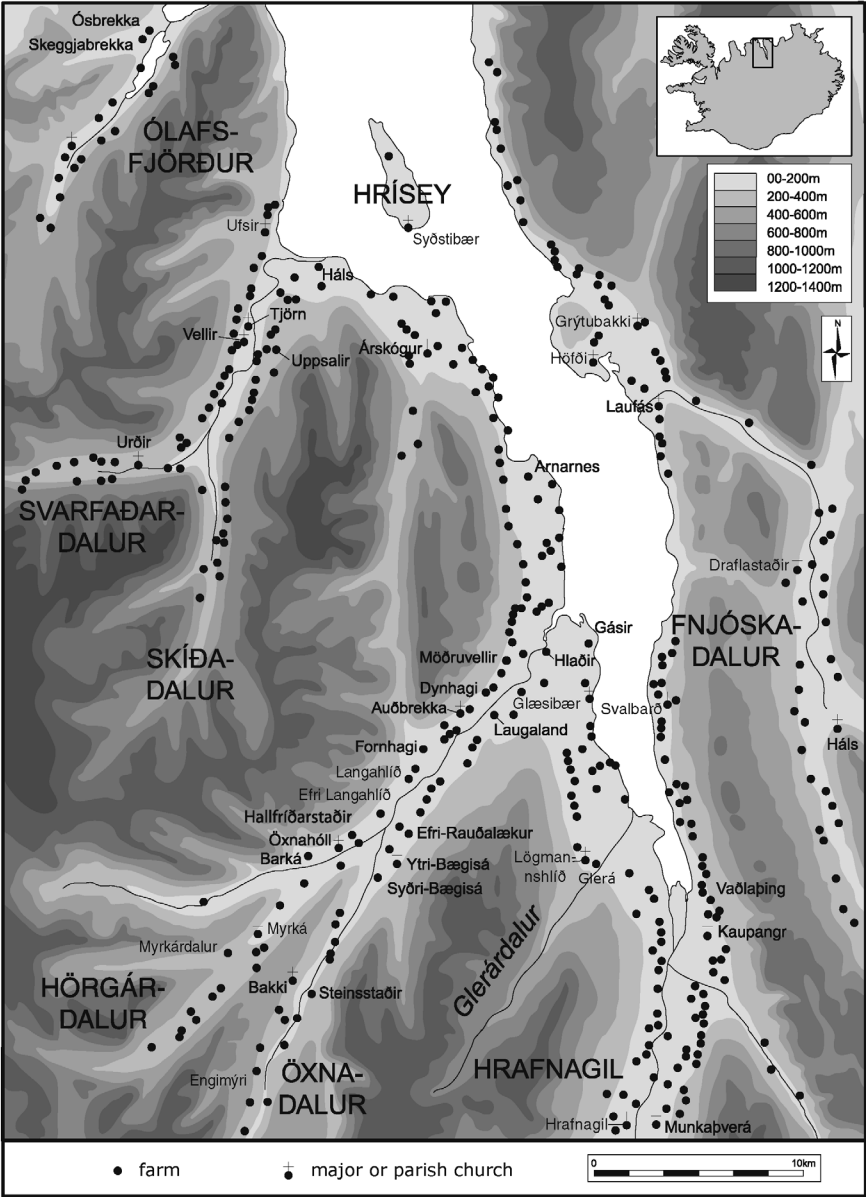 Ósbrekka
Skeggjabrekka
ÓLAFS-
FJÖRÐUR
HRÍSEY
Syðstibær
Ufsir
Háls
Tjörn
Vellir
Uppsalir
Árskógur
Urðir
SVARFAÐAR-
DALUR
SKÍÐA-
DALUR
00-200m
200-400m
400-600m
600-800m
800-1000m
1000-1200m
1200-1400m
N
Grýtubakki
Höfði
Laufás
Arnarnes
Draflastaðir
FNJÓSKA-
DALUR
Háls
Gásir
Möðruvellir
Hlaðir
Dynhagi
Glæsibær
Svalbarð
Auðbrekka
Laugaland
Fornhagi
Langahlíð
Efri Langahlíð
Hallfríðarstaðir
Öxnahóll
Barká
Efri-Rauðalækur
Ytri-Bægisá
Syðri-Bægisá
Lögman-
nshlíð
Glerá
Vaðlaþing
Kaupangr
Myrká
Myrkárdalur
Glerárdalur
HÖRGÁR-
DALUR
Bakki
Steinsstaðir
Engimýri
ÖXNA-
DALUR
HRAFNAGIL
Hrafnagil
Munkaþverá
farm
major or parish church
0
10km